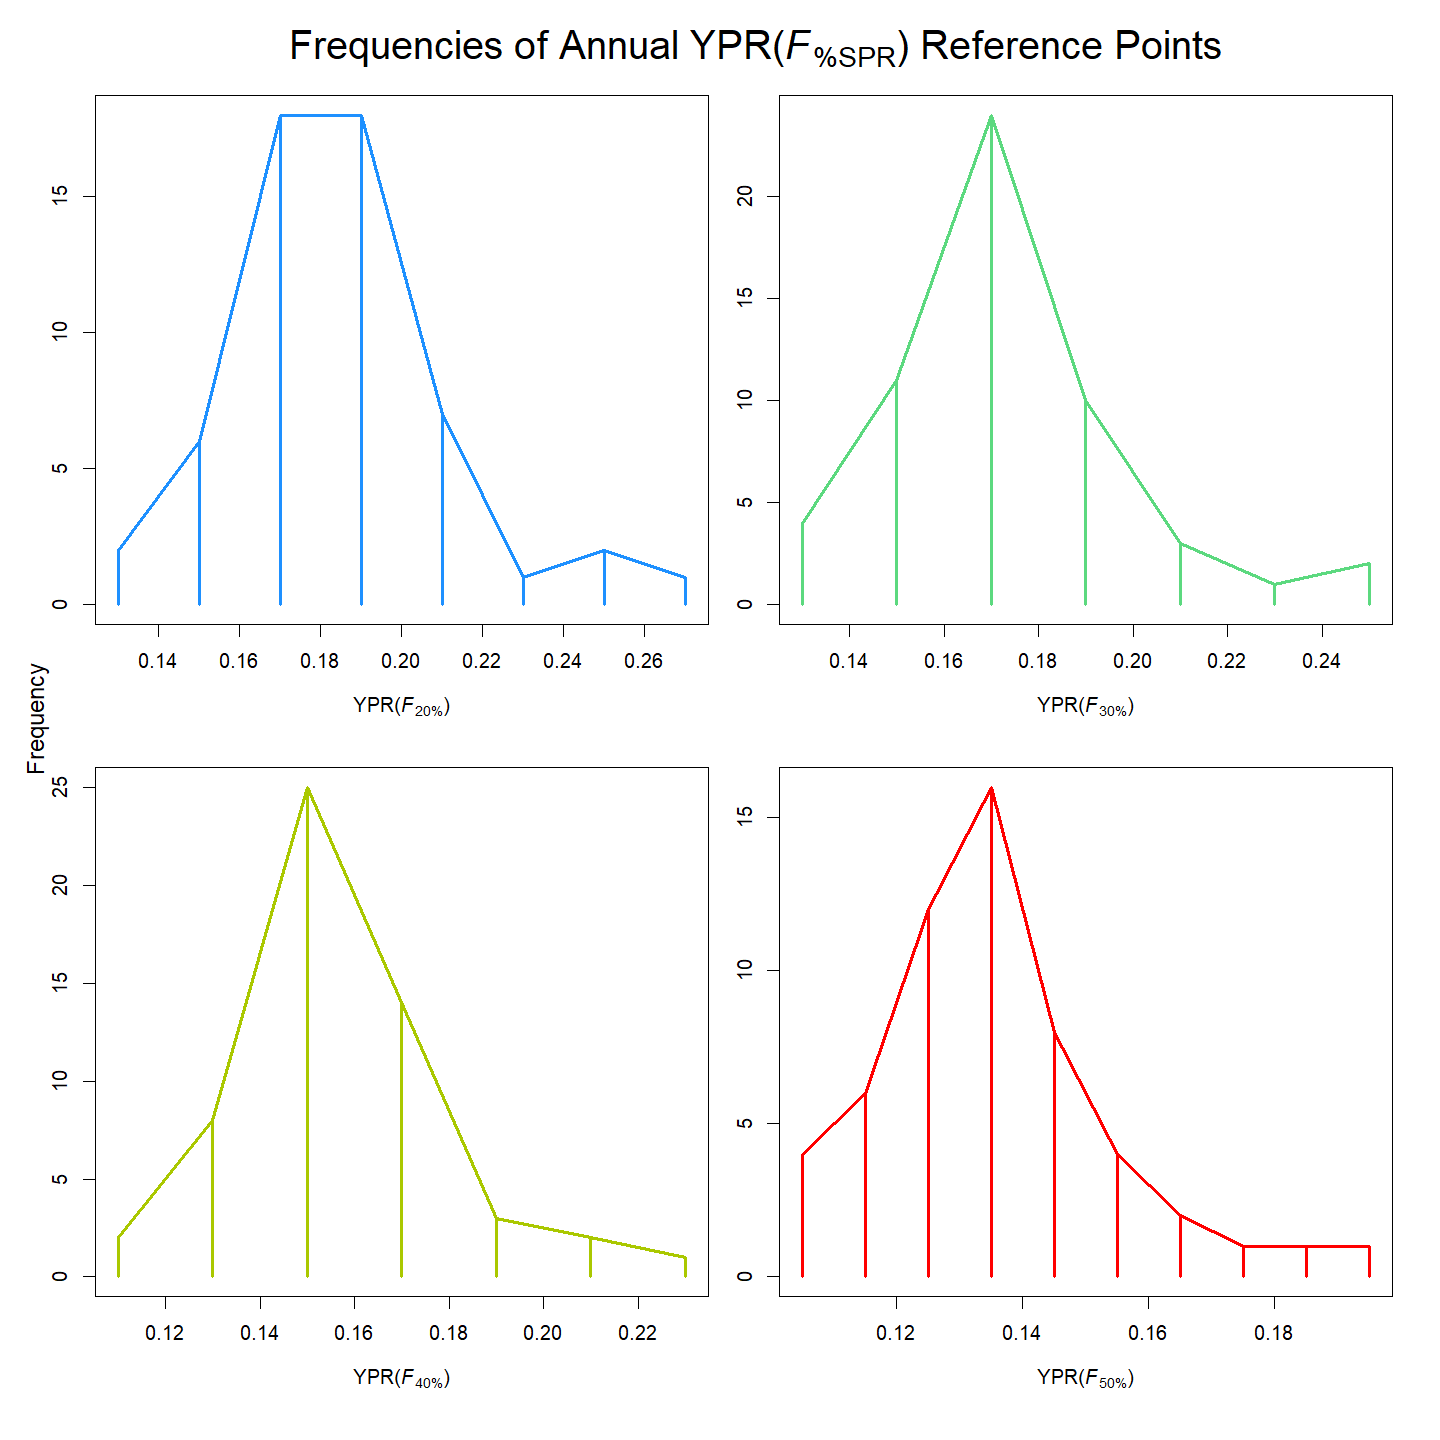 Frequencies of Annual YPR(F%SPR) Reference Points
Frequency
0 5 10 15
0.14 0.16 0.18 0.20 0.22 0.24 0.26
YPR(F20%)
0 5 10 15 20
0.14 0.16 0.18 0.20 0.22 0.24
YPR(F30%)
0 5 10 15 20 25
0.12 0.14 0.16 0.18 0.20 0.22
YPR(F40%)
0 5 10 15
0.12 0.14 0.16 0.18
YPR(F50%)